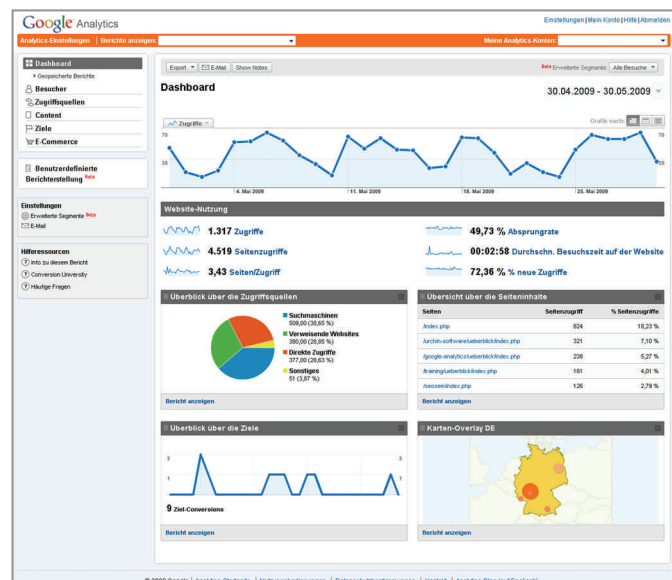 Google Analytics
Einstellungen | Mein Konto | Hilfe | Abmelden
Analytics-Einstellungen | Berichte anzeigen:
Meine Analytics-Konten:
Dashboard
Gespeicherte Berichte
Besucher
Zugriffsquellen
Content
Ziele
E-Commerce
Benutzerdefinierte
Berichterstellung Beta
Einstellungen
Erweiterte Segmente Beta
E-Mail
Hilferessourcen
Info zu diesem Bericht
Conversion University
Häufige Fragen
Export E-Mail Show Notes
Beta Erweiterte Segmente: Alle Besuche
Dashboard
30.04.2009 - 30.05.2009
Zugriffe
70 70
35 35
4. Mai 2009 11. Mai 2009 18. Mai 2009 25. Mai 2009
Website-Nutzung
1.317 Zugriffe
4.519 Seitenzugriffe
3,43 Seiten/Zugriff
49,73 % Absprungrate
00:02:58 Durchschn. Besuchszeit auf der Website
72,36 % % neue Zugriffe
Überblick über die Zugriffsquellen
Suchmaschinen
509,00 (38,65 %)
Verweisende Websites
380,00 (28,85 %)
Direkte Zugriffe
377,00 (28,63 %)
Sonstiges
51 (3,87 %)
Bericht anzeigen
Übersicht über die Seiteninhalte
Seiten Seitenzugriff % Seitenzugriffe
/index.php 824 18,23 %
/urchin-software/ueberblick/index.php 321 7,10 %
/google-analytics/ueberblick/index.php 238 5,27 %
/training/ueberblick/index.php 181 4,01 %
/seosem/index.php 126 2,79 %
Bericht anzeigen
Überblick über die Ziele
2 2
1 1
9 Ziel-Conversions
Bericht anzeigen
Karten-Overlay DE
Bericht anzeigen